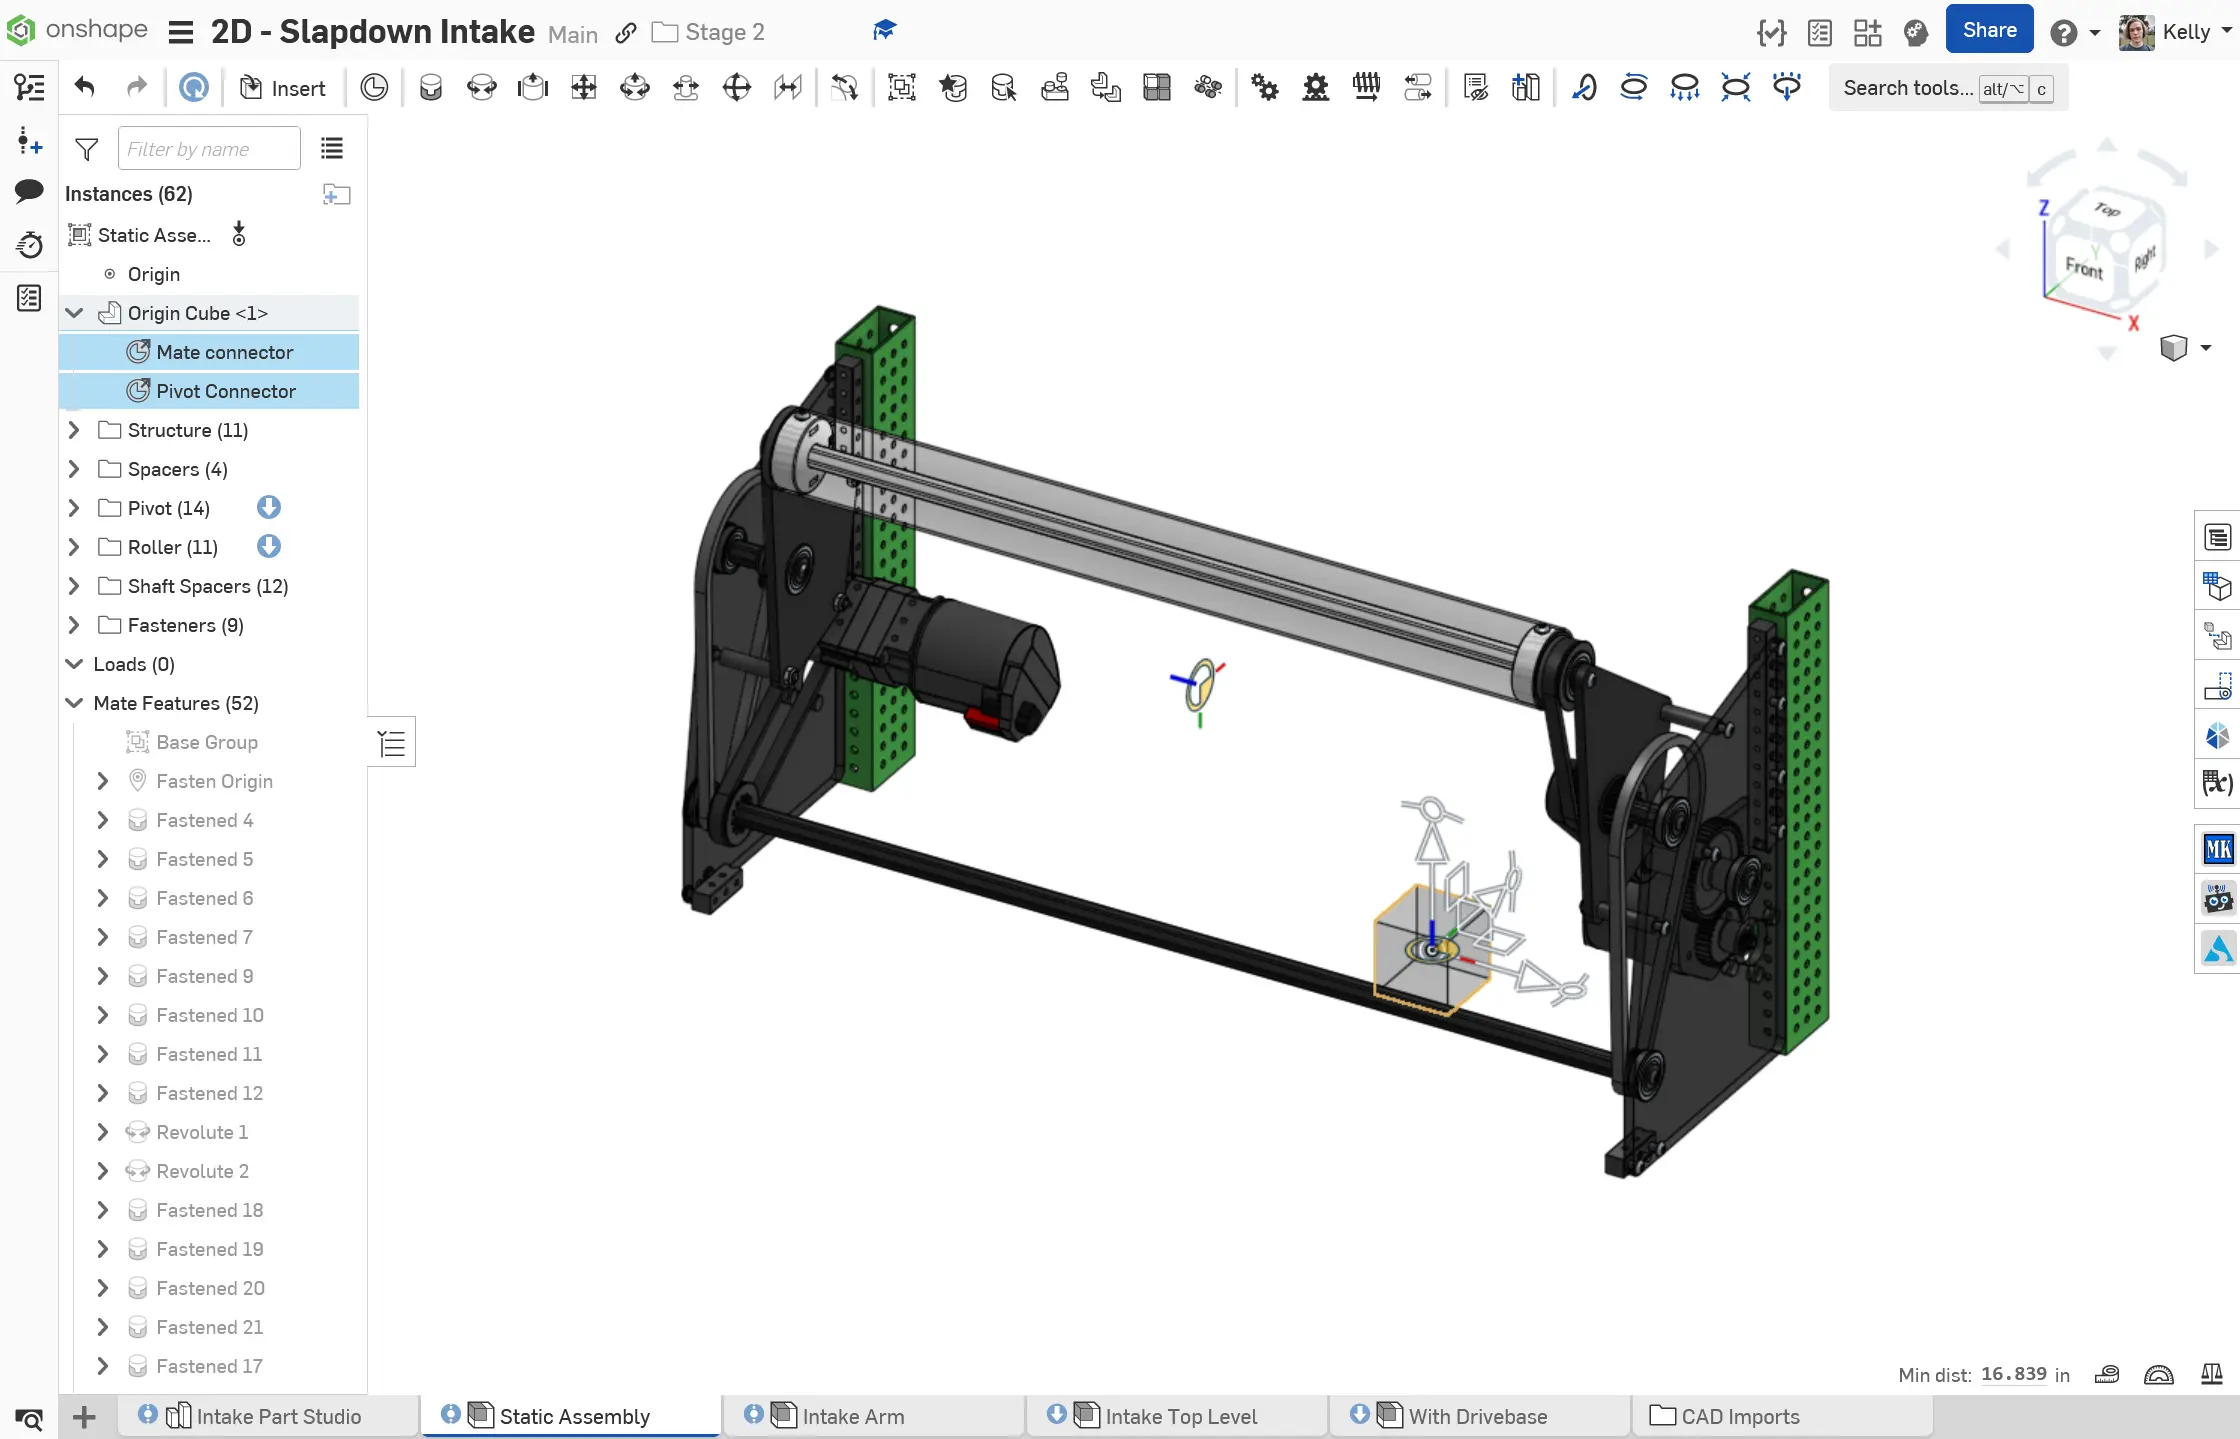 onshape 2D - Slapdown Intake Main Stage 2 Share Kelly
Insert Search tools... alt/⌥ c
Filter by name
Instances (62)
Static Asse...
Origin
Origin Cube <1>
Mate connector
Pivot Connector
Structure (11)
Spacers (4)
Pivot (14)
Roller (11)
Shaft Spacers (12)
Fasteners (9)
Loads (0)
Mate Features (52)
Base Group
Fasten Origin
Fastened 4
Fastened 5
Fastened 6
Fastened 7
Fastened 9
Fastened 10
Fastened 11
Fastened 12
Revolute 1
Revolute 2
Fastened 18
Fastened 19
Fastened 20
Fastened 21
Fastened 17
Z
Top
Y
Front
Right
X
(x)
MK
Min dist: 16.839 in
Intake Part Studio Static Assembly Intake Arm Intake Top Level With Drivebase CAD Imports